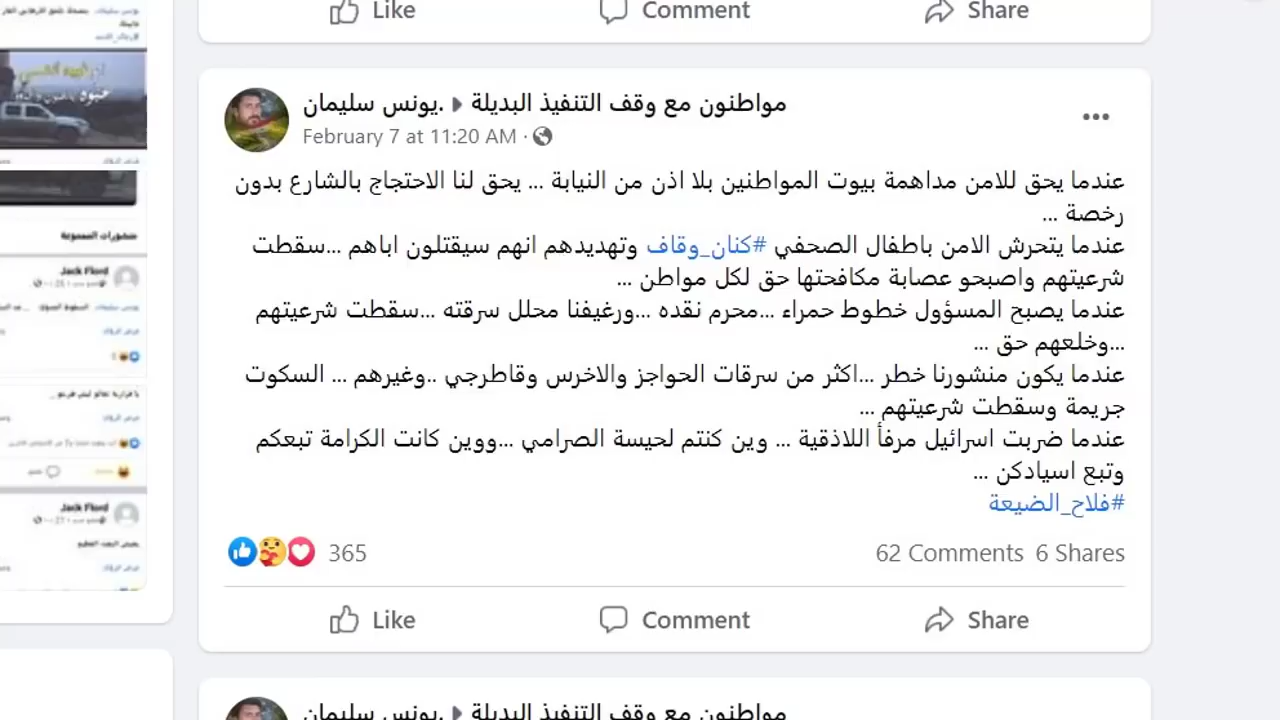 Like
Comment
Share
يونس سليمان. ◂ مواطنون مع وقف التنفيذ البديلة
February 7 at 11:20 AM ·
عندما يحق للامن مداهمة بيوت المواطنين بلا اذن من النيابة ... يحق لنا الاحتجاج بالشارع بدون
رخصة ...
عندما يتحرش الامن باطفال الصحفي #كنان_وقاف وتهديدهم انهم سيقتلون اباهم ...سقطت
شرعيتهم واصبحو عصابة مكافحتها حق لكل مواطن ...
عندما يصبح المسؤول خطوط حمراء ...محرم نقده ...ورغيفنا محلل سرقته ...سقطت شرعيتهم
...وخلعهم حق ...
عندما يكون منشورنا خطر ...اكثر من سرقات الحواجز والاخرس وقاطرجي ..وغيرهم ... السكوت
جريمة وسقطت شرعيتهم ...
عندما ضربت اسرائيل مرفأ اللاذقية ... وين كنتم لحيسة الصرامي ...ووين كانت الكرامة تبعكم
وتبع اسيادكن ...
#فلاح_الضيعة
365
62 Comments 6 Shares
Like
Comment
Share
يونس سليمان. ◂ مواطنون مع وقف التنفيذ البديلة
Jack Flord
Jack Flord